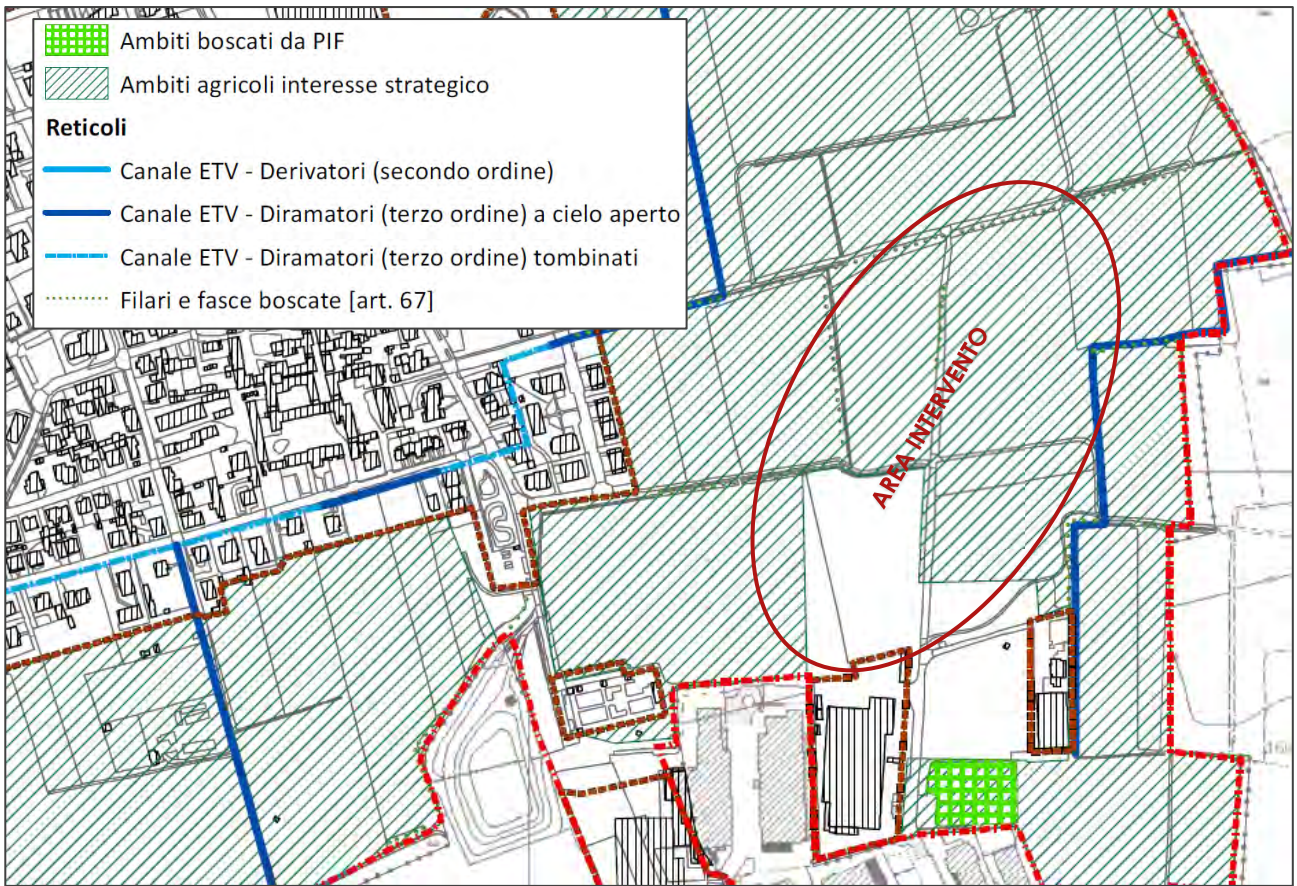 Ambiti boscati da PIF
Ambiti agricoli interesse strategico
Reticoli
Canale ETV - Derivatori (secondo ordine)
Canale ETV - Diramatori (terzo ordine) a cielo aperto
Canale ETV - Diramatori (terzo ordine) tombinati
Filari e fasce boscate [art. 67]
AREA INTERVENTO